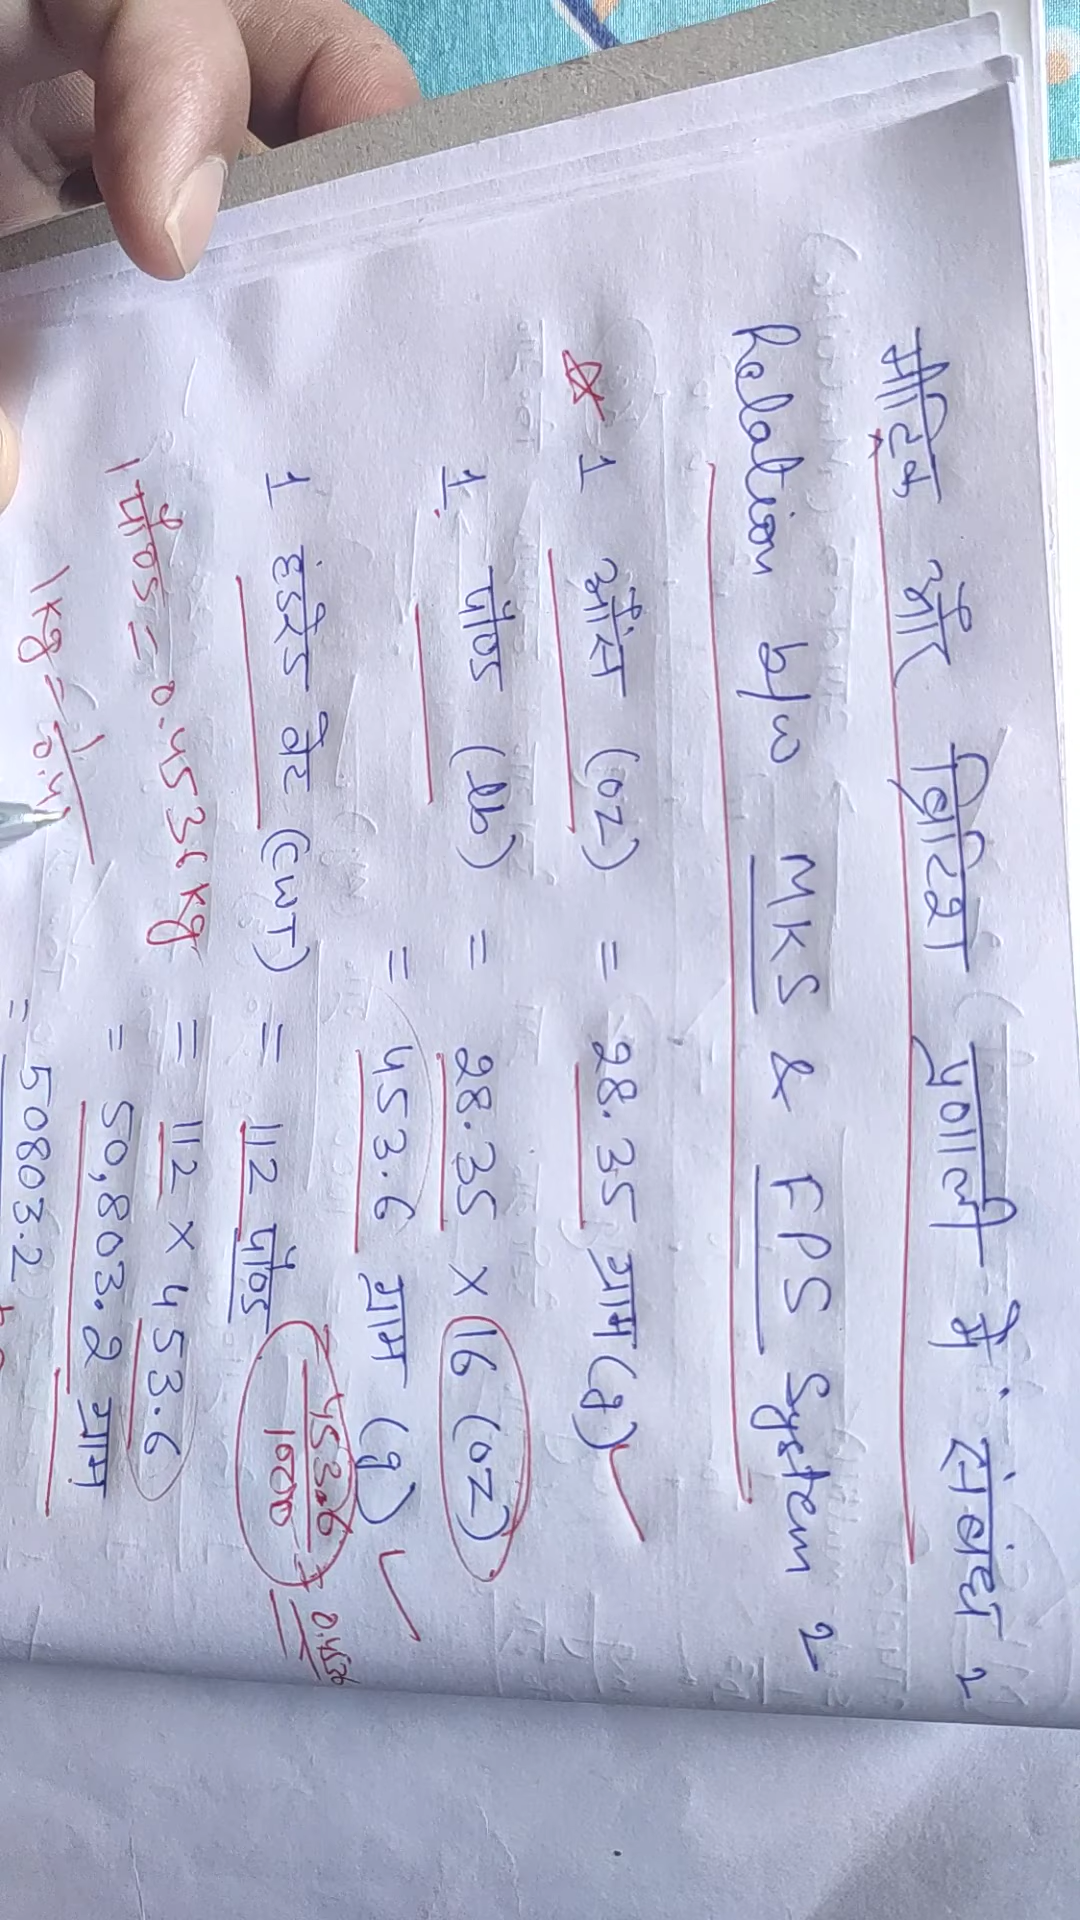 मीट्रिक और ब्रिटिश प्रणाली में संबंध 2
Relation b/w MKS & FPS System 2
1 औंस (oz) = 28.35 ग्राम (g)
1 पौण्ड (lb) = 28.35 × 16 (oz)
= 453.6 ग्राम (g)
1 हंड्रेड वेट (CWT) = 112 पौंड
= 453.6/1000 = 0.4536
= 112 × 453.6
1 पौण्ड = 0.4536 kg
= 50,803.2 ग्राम
1 kg = 1/0.4
= 50803.2